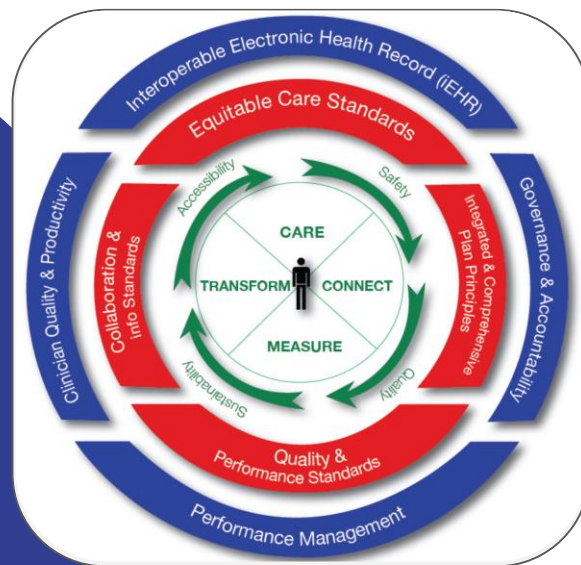 Interoperable Electronic Health Record (iEHR)
Equitable Care Standards
Accessibility
Safety
Clinician Quality & Productivity
Collaboration &
info Standards
CARE
TRANSFORM
CONNECT
MEASURE
Integrated & Comprehensive
Plan Principles
Governance & Accountability
Sustainability
Quality
Quality &
Performance Standards
Performance Management